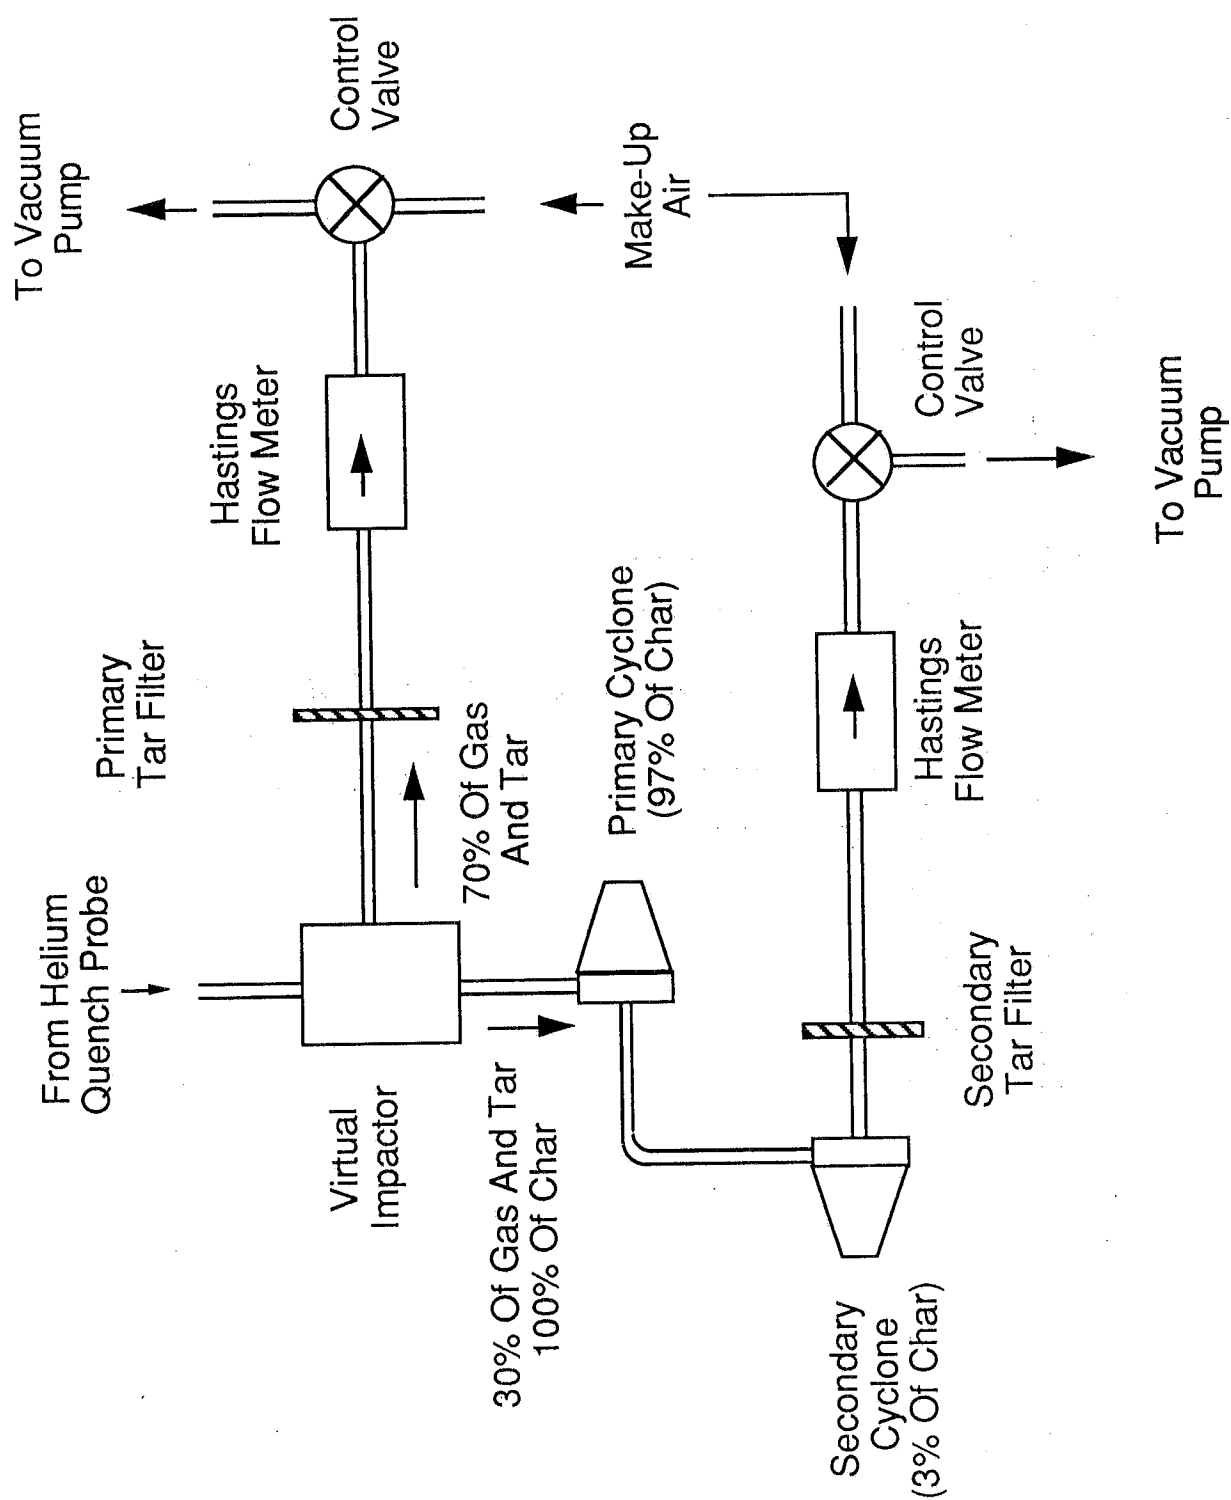 From Helium
Quench Probe
Primary
Tar Filter
Hastings
Flow Meter
To Vacuum
Pump
Control
Valve
Virtual
Impactor
70% Of Gas
And Tar
Make-Up
Air
30% Of Gas And Tar
100% Of Char
Primary Cyclone
(97% Of Char)
Secondary
Cyclone
(3% Of Char)
Secondary
Tar Filter
Hastings
Flow Meter
Control
Valve
To Vacuum
Pump